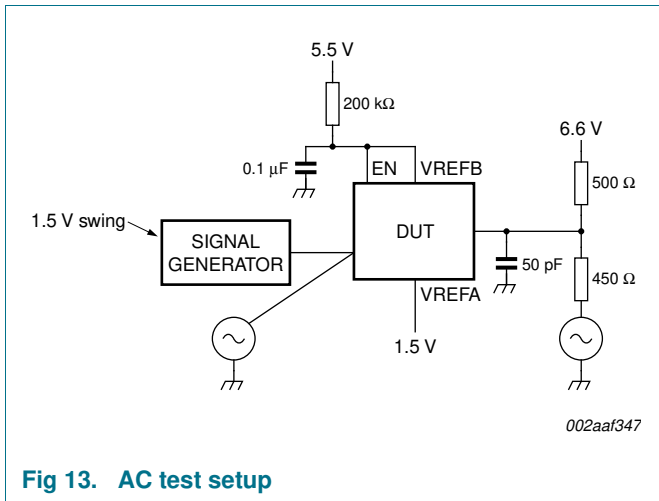 5.5 V
200 kΩ
6.6 V
0.1 μF
EN
VREFB
500 Ω
1.5 V swing
SIGNAL
GENERATOR
DUT
50 pF
450 Ω
VREFA
1.5 V
002aaf347
Fig 13. AC test setup